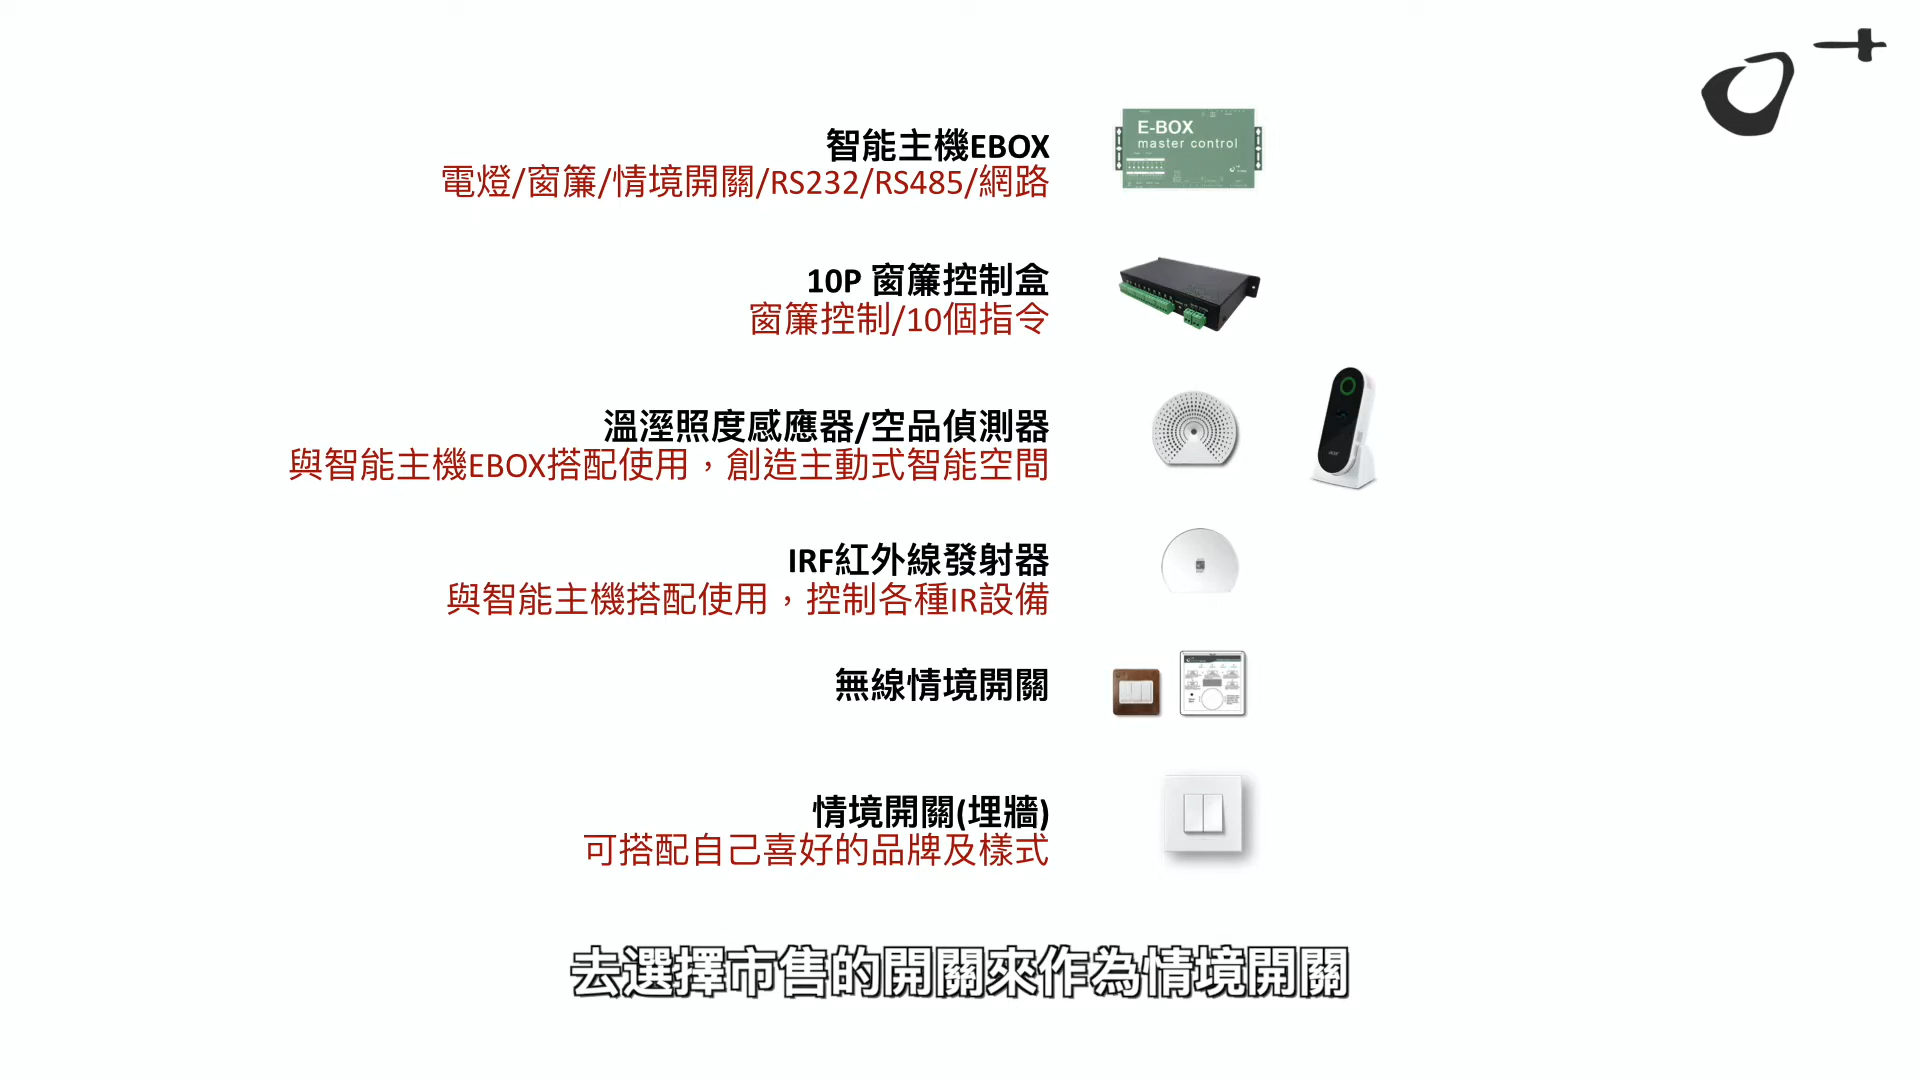 智能主機EBOX
電燈/窗簾/情境開關/RS232/RS485/網路
E-BOX
master control
10P 窗簾控制盒
窗簾控制/10個指令
溫溼照度感應器/空品偵測器
與智能主機EBOX搭配使用，創造主動式智能空間
IRF紅外線發射器
與智能主機搭配使用，控制各種IR設備
無線情境開關
情境開關(埋牆)
可搭配自己喜好的品牌及樣式
去選擇市售的開關來作為情境開關